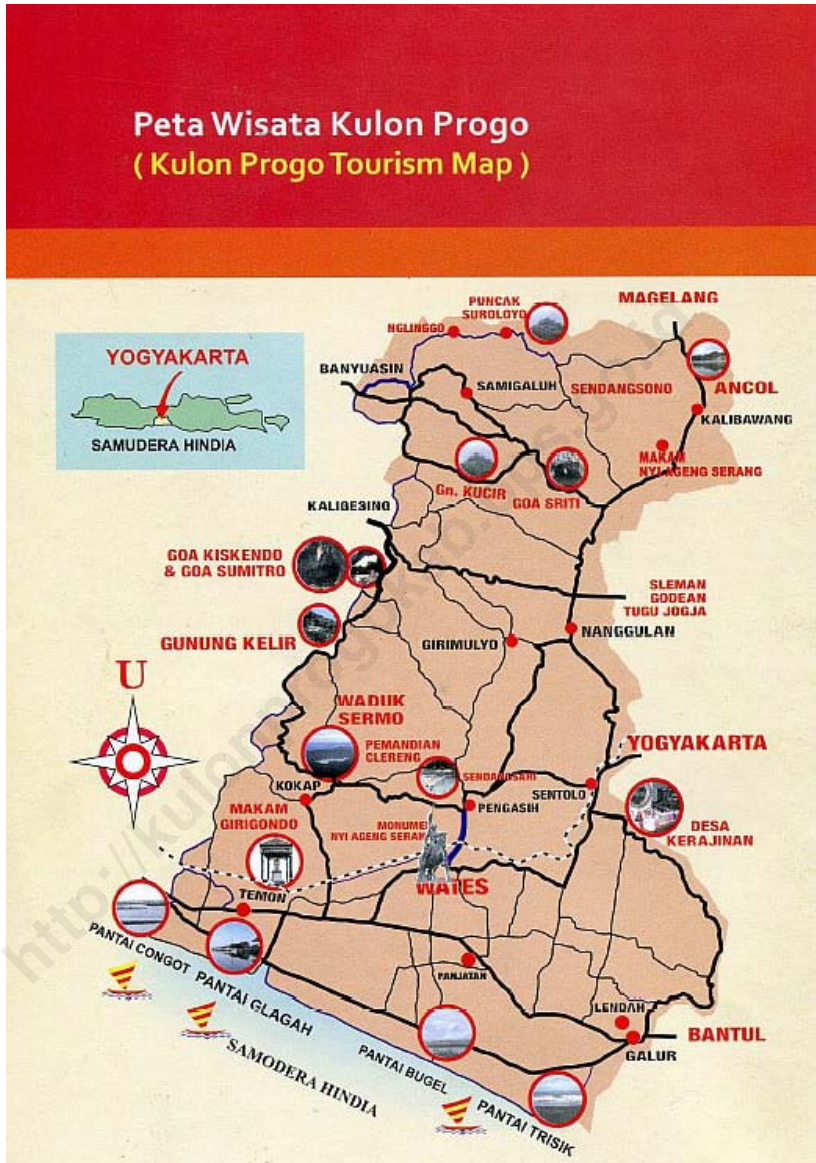 Peta Wisata Kulon Progo
( Kulon Progo Tourism Map )
MAGELANG
PUNCAK
SUROLOYO
NGLINGGO
YOGYAKARTA
SAMUDERA HINDIA
BANYUASIN
SAMIGALUH
SENDANGSONO
ANCOL
KALIBAWANG
MAKAM
NYI AGENG SERANG
Gn. KUCIR
GOA SRITI
KALIGESING
GOA KISKENDO
& GOA SUMITRO
SLEMAN
GODEAN
TUGU JOGJA
GUNUNG KELIR
GIRIMULYO
NANGGULAN
U
WADUK
SERMO
PEMANDIAN
CLERENG
SENDANGSARI
YOGYAKARTA
KOKAP
PENGASIH
SENTOLO
MAKAM
GIRIGONDO
MONUMEN
NYI AGENG SERAN
DESA
KERAJINAN
WATES
TEMON
PANTAI CONGOT
PANTAI GLAGAH
PANJATAN
LENDAH
BANTUL
GALUR
SAMODERA HINDIA
PANTAI BUGEL
PANTAI TRISIK